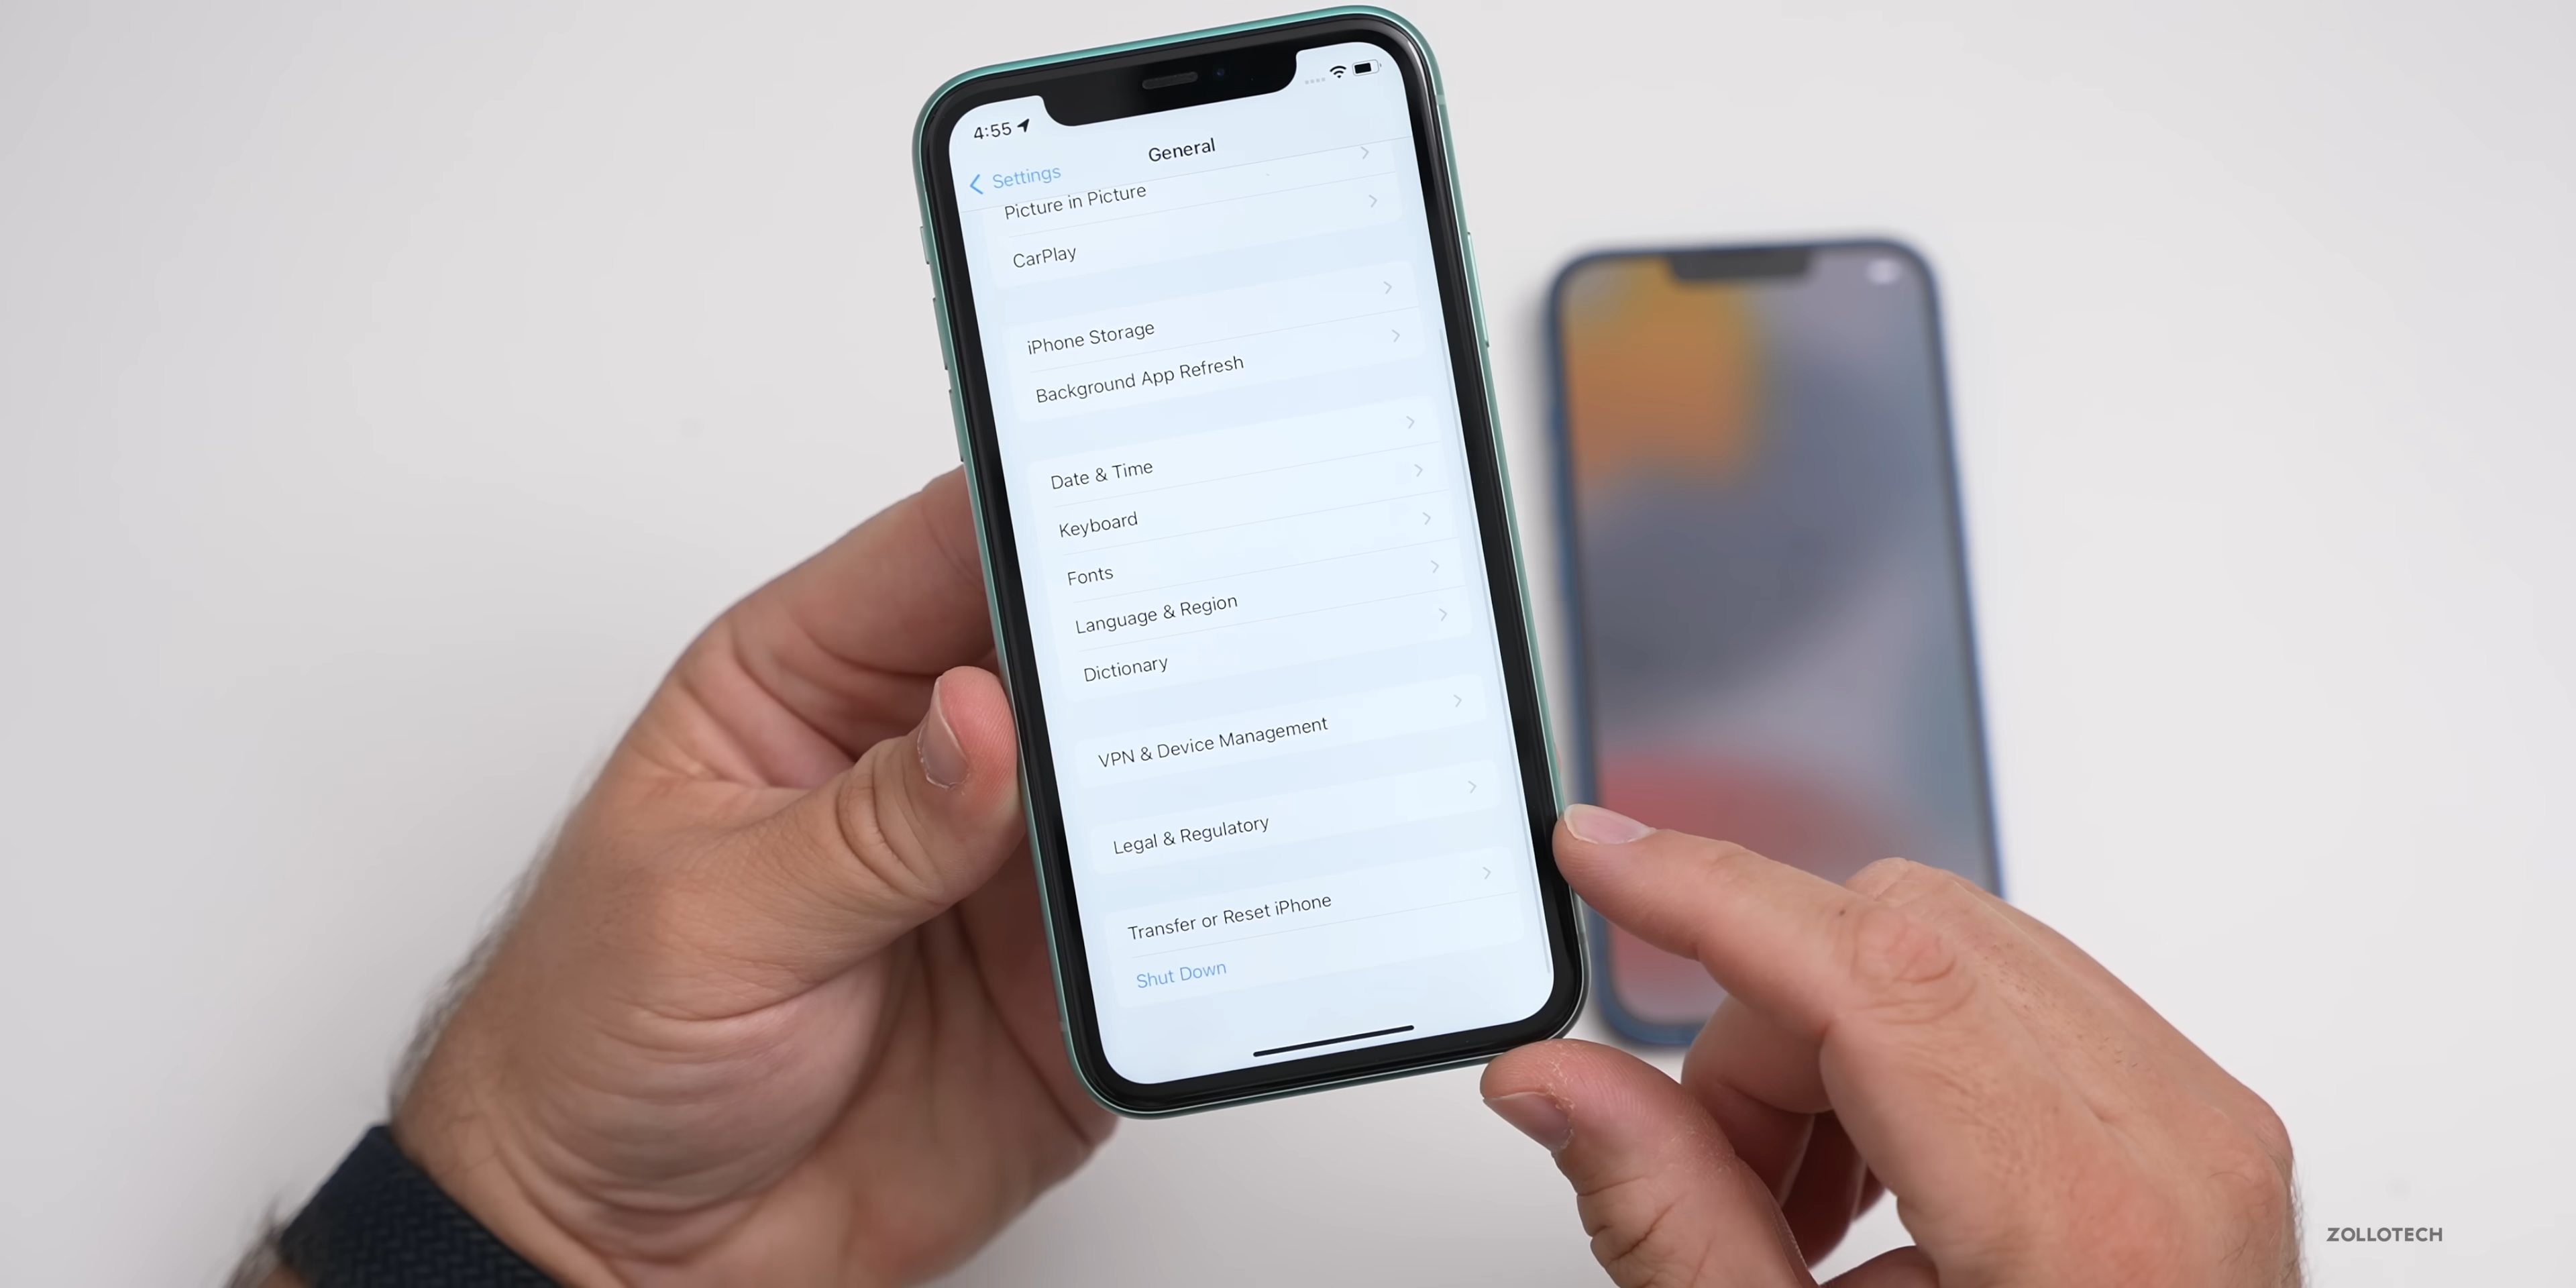 4:55
Settings
General
Picture in Picture
CarPlay
iPhone Storage
Background App Refresh
Date & Time
Keyboard
Fonts
Language & Region
Dictionary
VPN & Device Management
Legal & Regulatory
Transfer or Reset iPhone
Shut Down
ZOLLOTECH